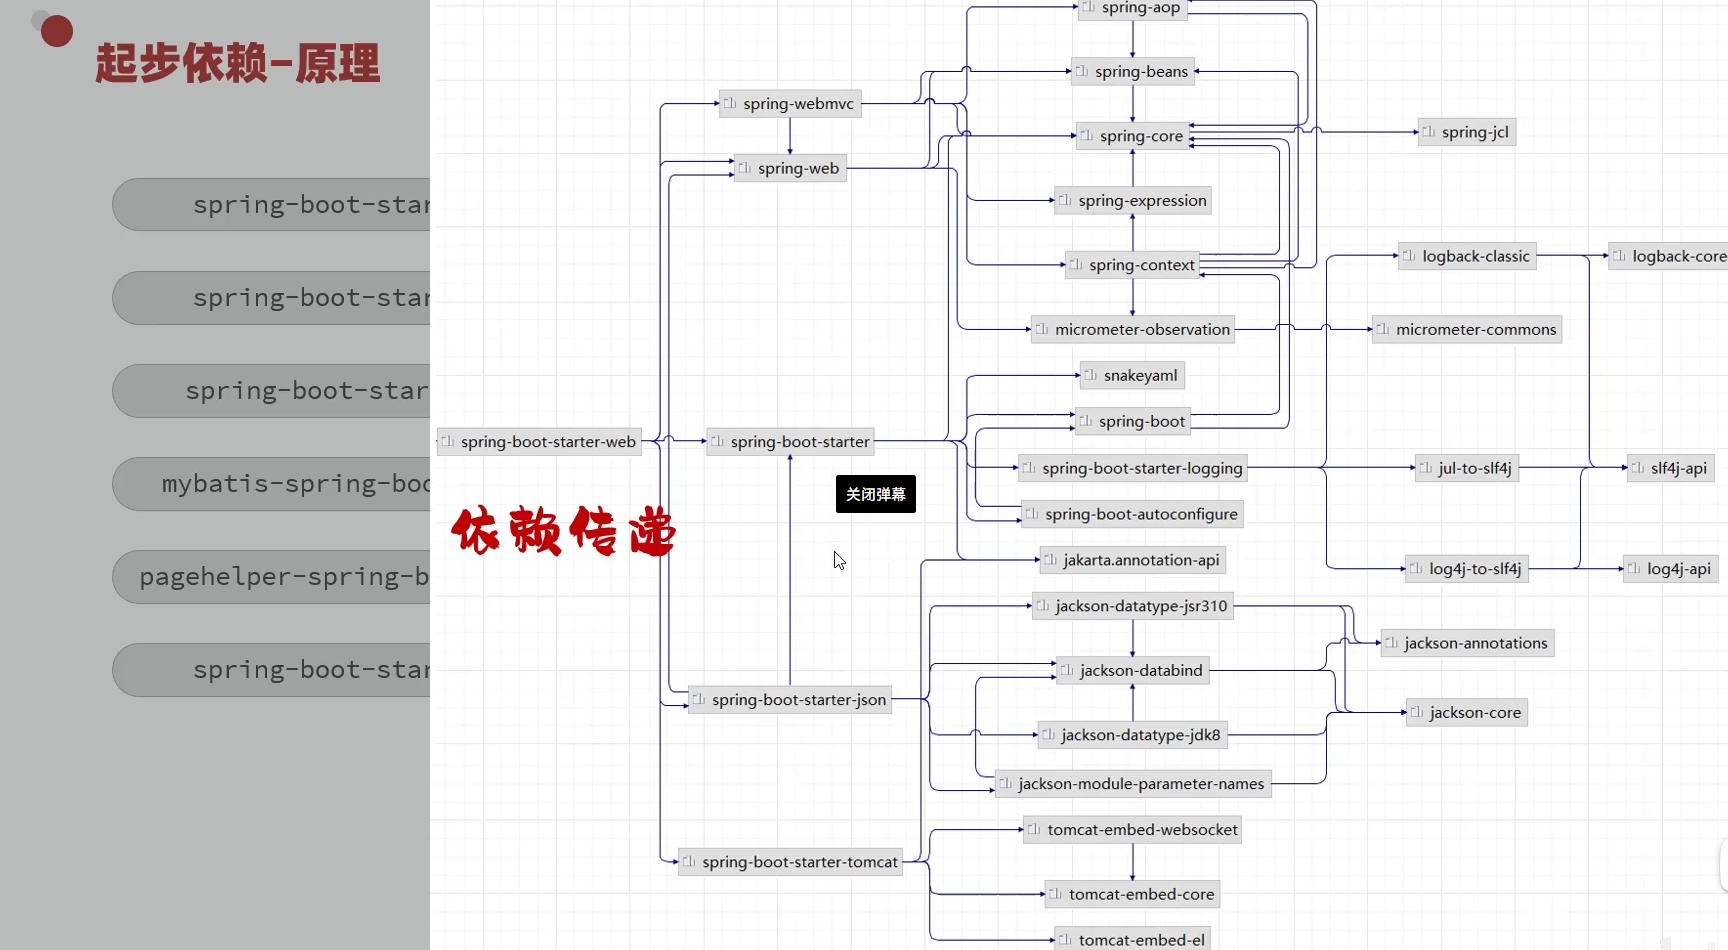 起步依赖-原理
spring-boot-star
spring-boot-star
spring-boot-star
mybatis-spring-boo
pagehelper-spring-b
spring-boot-star
spring-aop
spring-beans
spring-webmvc
spring-core
spring-jcl
spring-web
spring-expression
spring-context
logback-classic
logback-core
micrometer-observation
micrometer-commons
snakeyaml
spring-boot
spring-boot-starter-web
spring-boot-starter
spring-boot-starter-logging
jul-to-slf4j
slf4j-api
关闭弹幕
spring-boot-autoconfigure
依赖传递
jakarta.annotation-api
log4j-to-slf4j
log4j-api
jackson-datatype-jsr310
jackson-annotations
jackson-databind
spring-boot-starter-json
jackson-core
jackson-datatype-jdk8
jackson-module-parameter-names
tomcat-embed-websocket
spring-boot-starter-tomcat
tomcat-embed-core
tomcat-embed-el